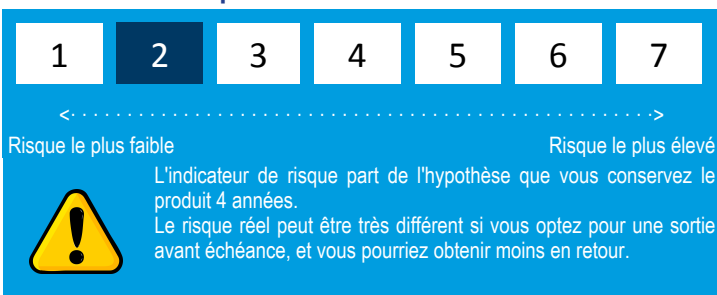 1 2 3 4 5 6 7
<· · · · · · · · · · · · · · · · · · · · · · · · · · · · · · · · · · · · · · · · · · · · · · · · · · · · · ·>
Risque le plus faible Risque le plus élevé
L'indicateur de risque part de l'hypothèse que vous conservez le
produit 4 années.
Le risque réel peut être très différent si vous optez pour une sortie
avant échéance, et vous pourriez obtenir moins en retour.